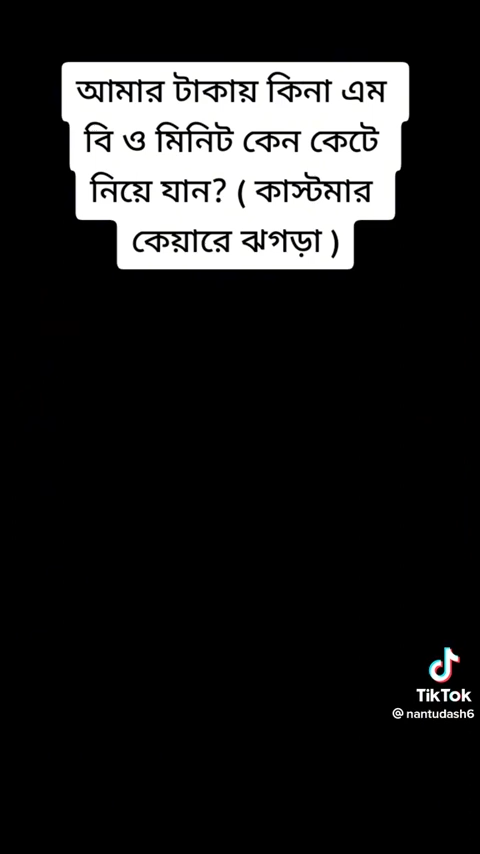 আমার টাকায় কিনা এম
বি ও মিনিট কেন কেটে
নিয়ে যান? ( কাস্টমার
কেয়ারে ঝগড়া )
TikTok
@nantudash6